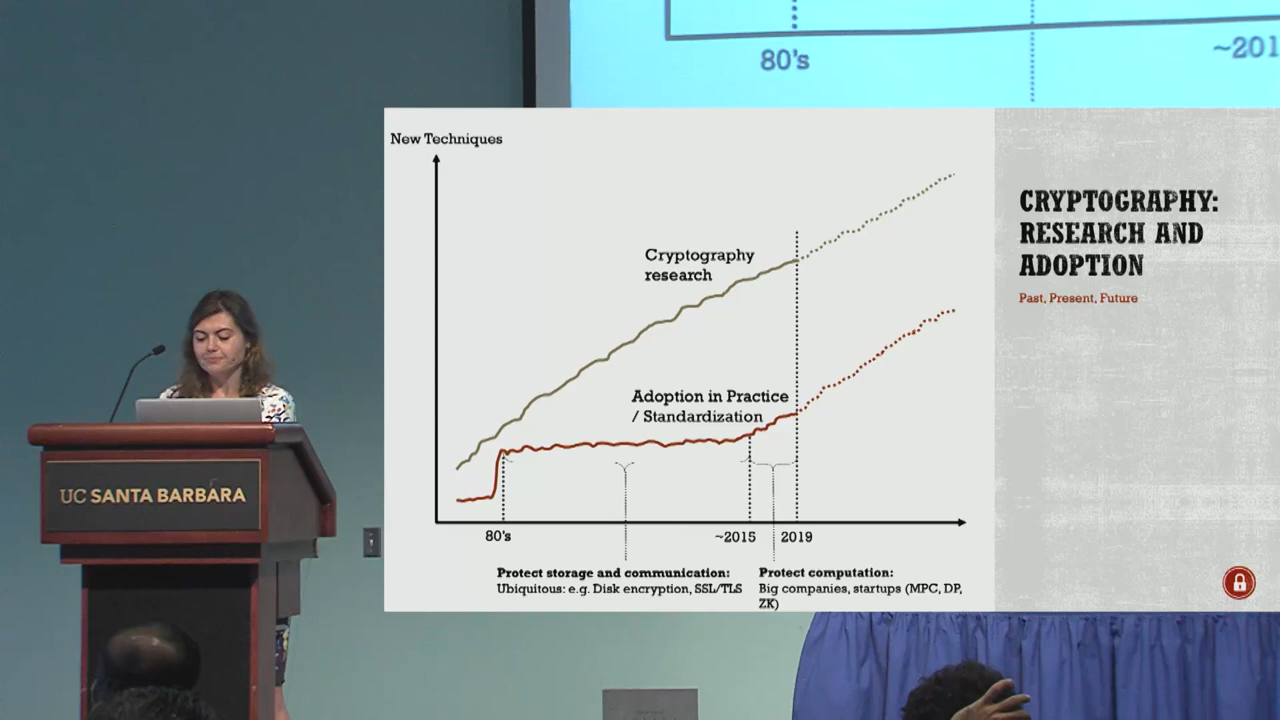 80's
~201
New Techniques
CRYPTOGRAPHY:
RESEARCH AND
ADOPTION
Past, Present, Future
Cryptography
research
Adoption in Practice
/ Standardization
80's
~2015
2019
Protect storage and communication:
Ubiquitous: e.g. Disk encryption, SSL/TLS
Protect computation:
Big companies, startups (MPC, DP,
ZK)
UC SANTA BARBARA